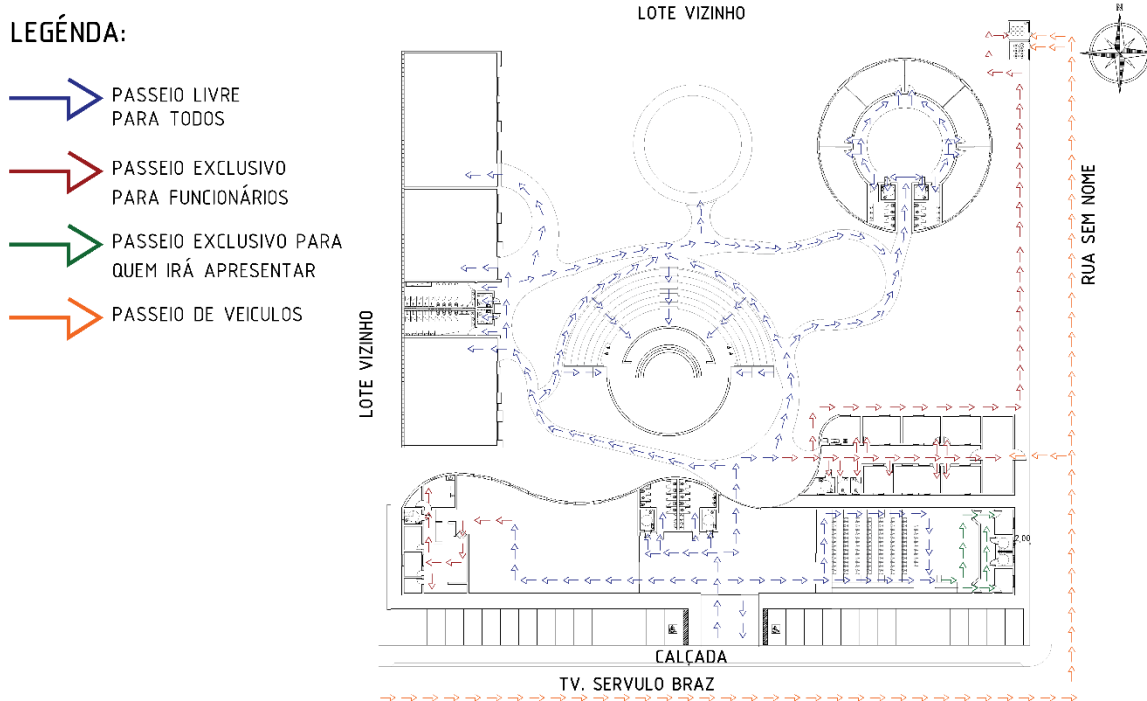 LOTE VIZINHO
LEGÉNDA:
PASSEIO LIVRE
PARA TODOS
PASSEIO EXCLUSIVO
PARA FUNCIONÁRIOS
PASSEIO EXCLUSIVO PARA
QUEM IRÁ APRESENTAR
PASSEIO DE VEICULOS
LOTE VIZINHO
RUA SEM NOME
2,00
CALÇADA
TV. SERVULO BRAZ